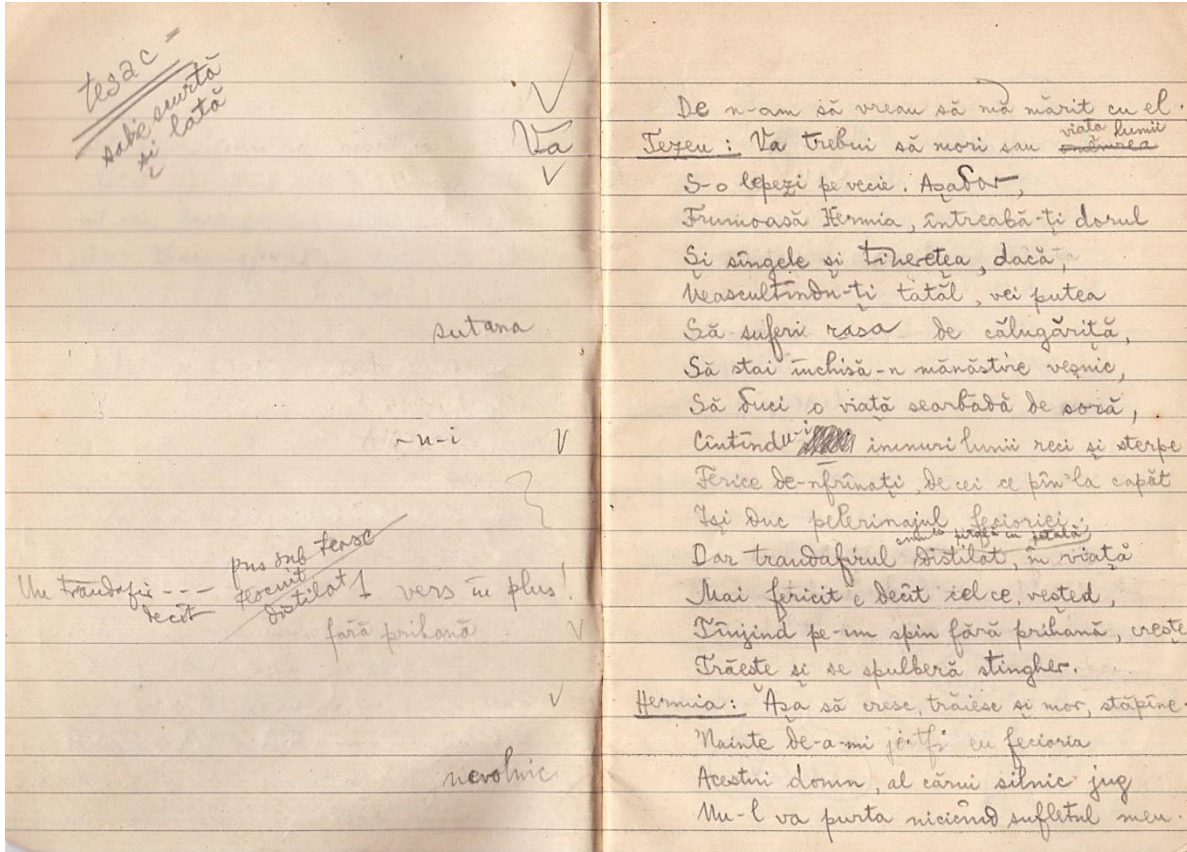 tesac =
sabie scurtă
și lată
Va
sutana
~u-i
pus sub teasc
Un trandafir --- distilat 1 vers în plus!
decît
fără prihană
nevolnic
De n-am să vreau să mă mărit cu el.
viața lumii
Tezeu: Va trebui să mori sau
S-o lepezi pe vecie. Așadar,
Frumoasă Hermia, întreabă-ți dorul
Și sîngele și tinerețea, dacă,
Neascultîndu-ți tatăl, vei putea
Să suferi rasa de călugăriță,
Să stai închisă-n mănăstire veșnic,
Să duci o viață searbădă de soră,
Cîntîndu-i imnuri lunii reci și sterpe
Ferice de-nfrînați, de cei ce pîn'la capăt
Își duc pelerinajul fecioriei;
Dar trandafirul distilat, în viață
Mai fericit e decît cel ce, vested,
Tînjind pe-un spin fără prihană, crește
Trăește și se spulberă stingher.
Hermia: Așa să cresc, trăiesc și mor, stăpîne.
Nainte de-a-mi jertfi eu fecioria
Acestui domn, al cărui silnic jug
Nu-l va purta nicicînd sufletul meu.